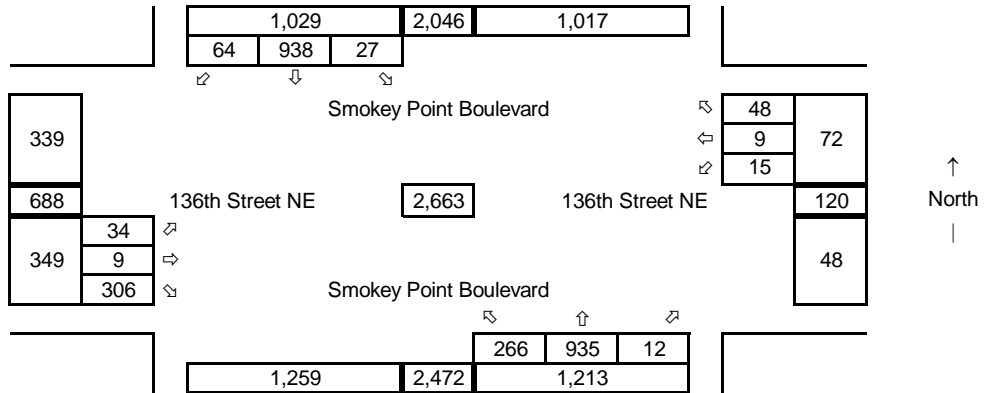 1,029 2,046 1,017
64 938 27
⬃ ⇩ ⬂
Smokey Point Boulevard
⬁ 48
339 ⇦ 9 72
⬃ 15 ↑
688 136th Street NE 2,663 136th Street NE 120 North
34 ⬀ |
349 9 ⇨ 48
306 ⬂ Smokey Point Boulevard
⬁ ⇧ ⬀
266 935 12
1,259 2,472 1,213